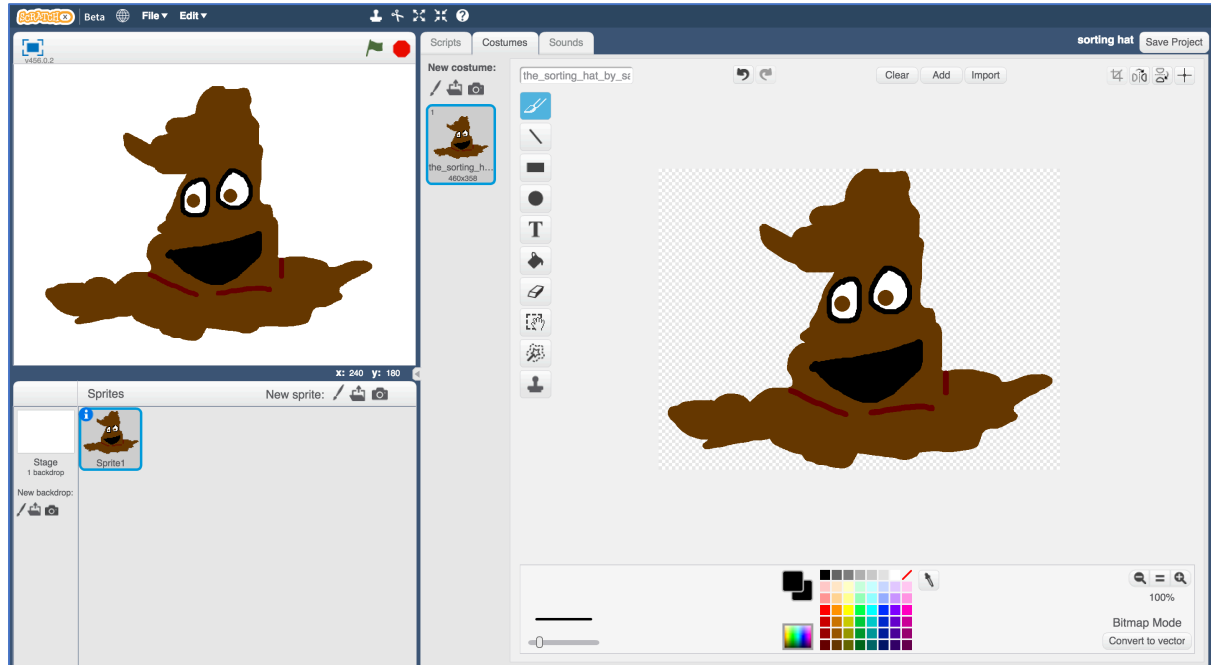 SCRATCHX Beta File▼ Edit▼
v456.0.2
Scripts Costumes Sounds
sorting hat Save Project
New costume:
the_sorting_hat_by_sa
Clear Add Import
1
the_sorting_h...
460x358
T
x: 240 y: 180
Sprites New sprite:
Stage
1 backdrop
Sprite1
New backdrop:
100%
Bitmap Mode
Convert to vector